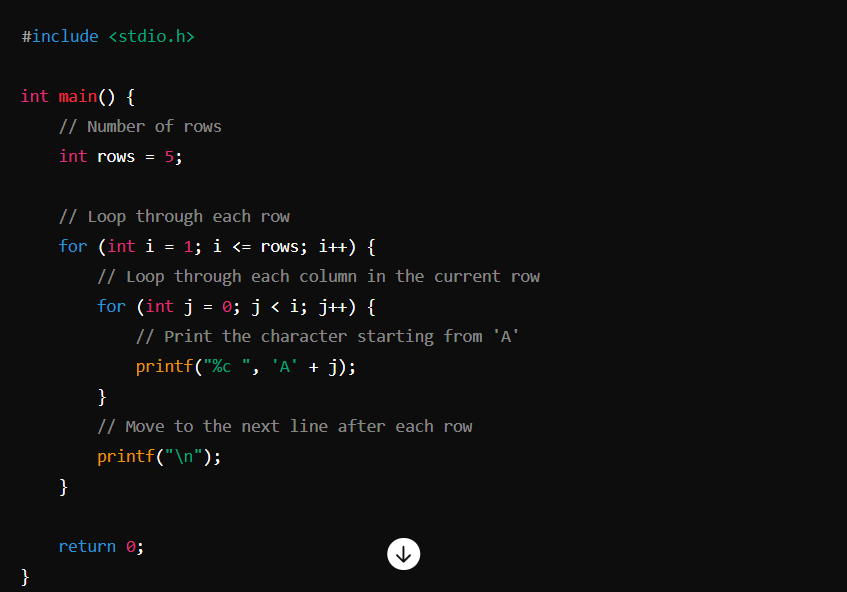 #include <stdio.h>
int main() {
    // Number of rows
    int rows = 5;
    // Loop through each row
    for (int i = 1; i <= rows; i++) {
        // Loop through each column in the current row
        for (int j = 0; j < i; j++) {
            // Print the character starting from 'A'
            printf("%c ", 'A' + j);
        }
        // Move to the next line after each row
        printf("\n");
    }
    return 0;
}